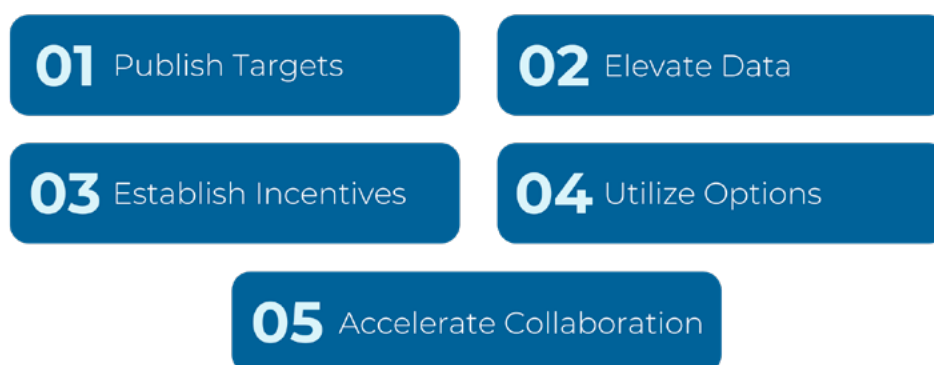 01 Publish Targets
02 Elevate Data
03 Establish Incentives
04 Utilize Options
05 Accelerate Collaboration